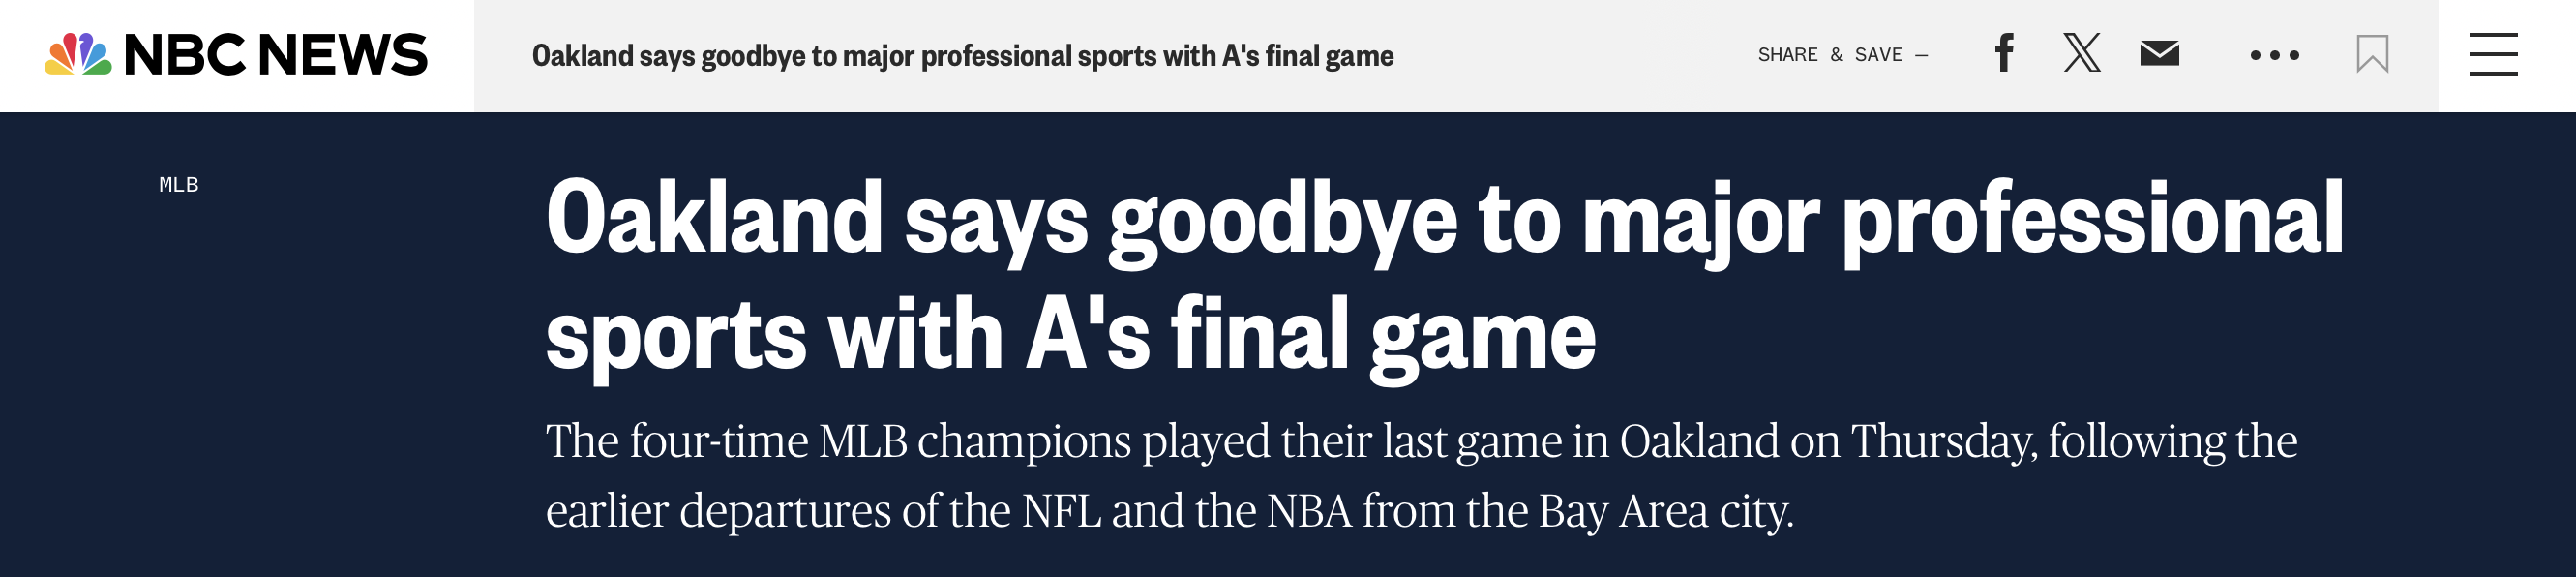 NBC NEWS
Oakland says goodbye to major professional sports with A's final game
SHARE & SAVE —
MLB
Oakland says goodbye to major professional
sports with A's final game
The four-time MLB champions played their last game in Oakland on Thursday, following the
earlier departures of the NFL and the NBA from the Bay Area city.